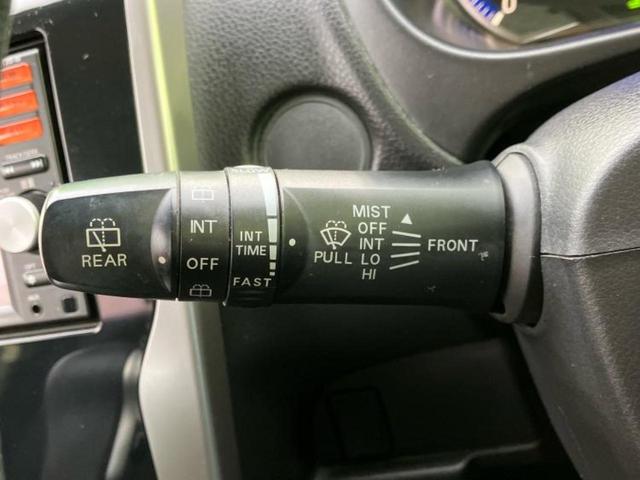 REAR
INT
OFF
INT
TIME
FAST
PULL
MIST
OFF
INT
LO
HI
FRONT